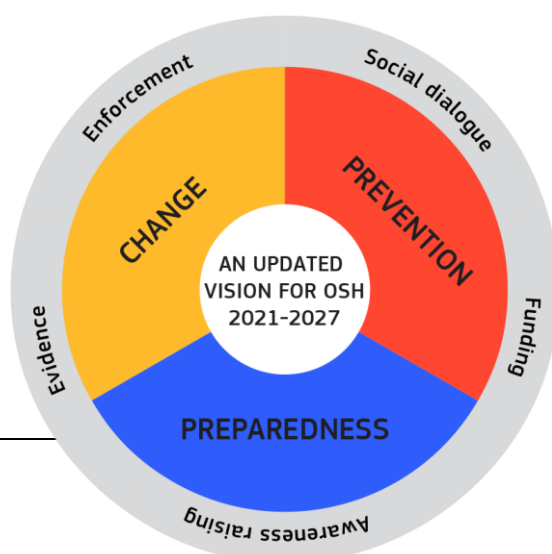 Enforcement
Social dialogue
CHANGE
PREVENTION
AN UPDATED
VISION FOR OSH
2021-2027
Evidence
Funding
PREPAREDNESS
Awareness raising